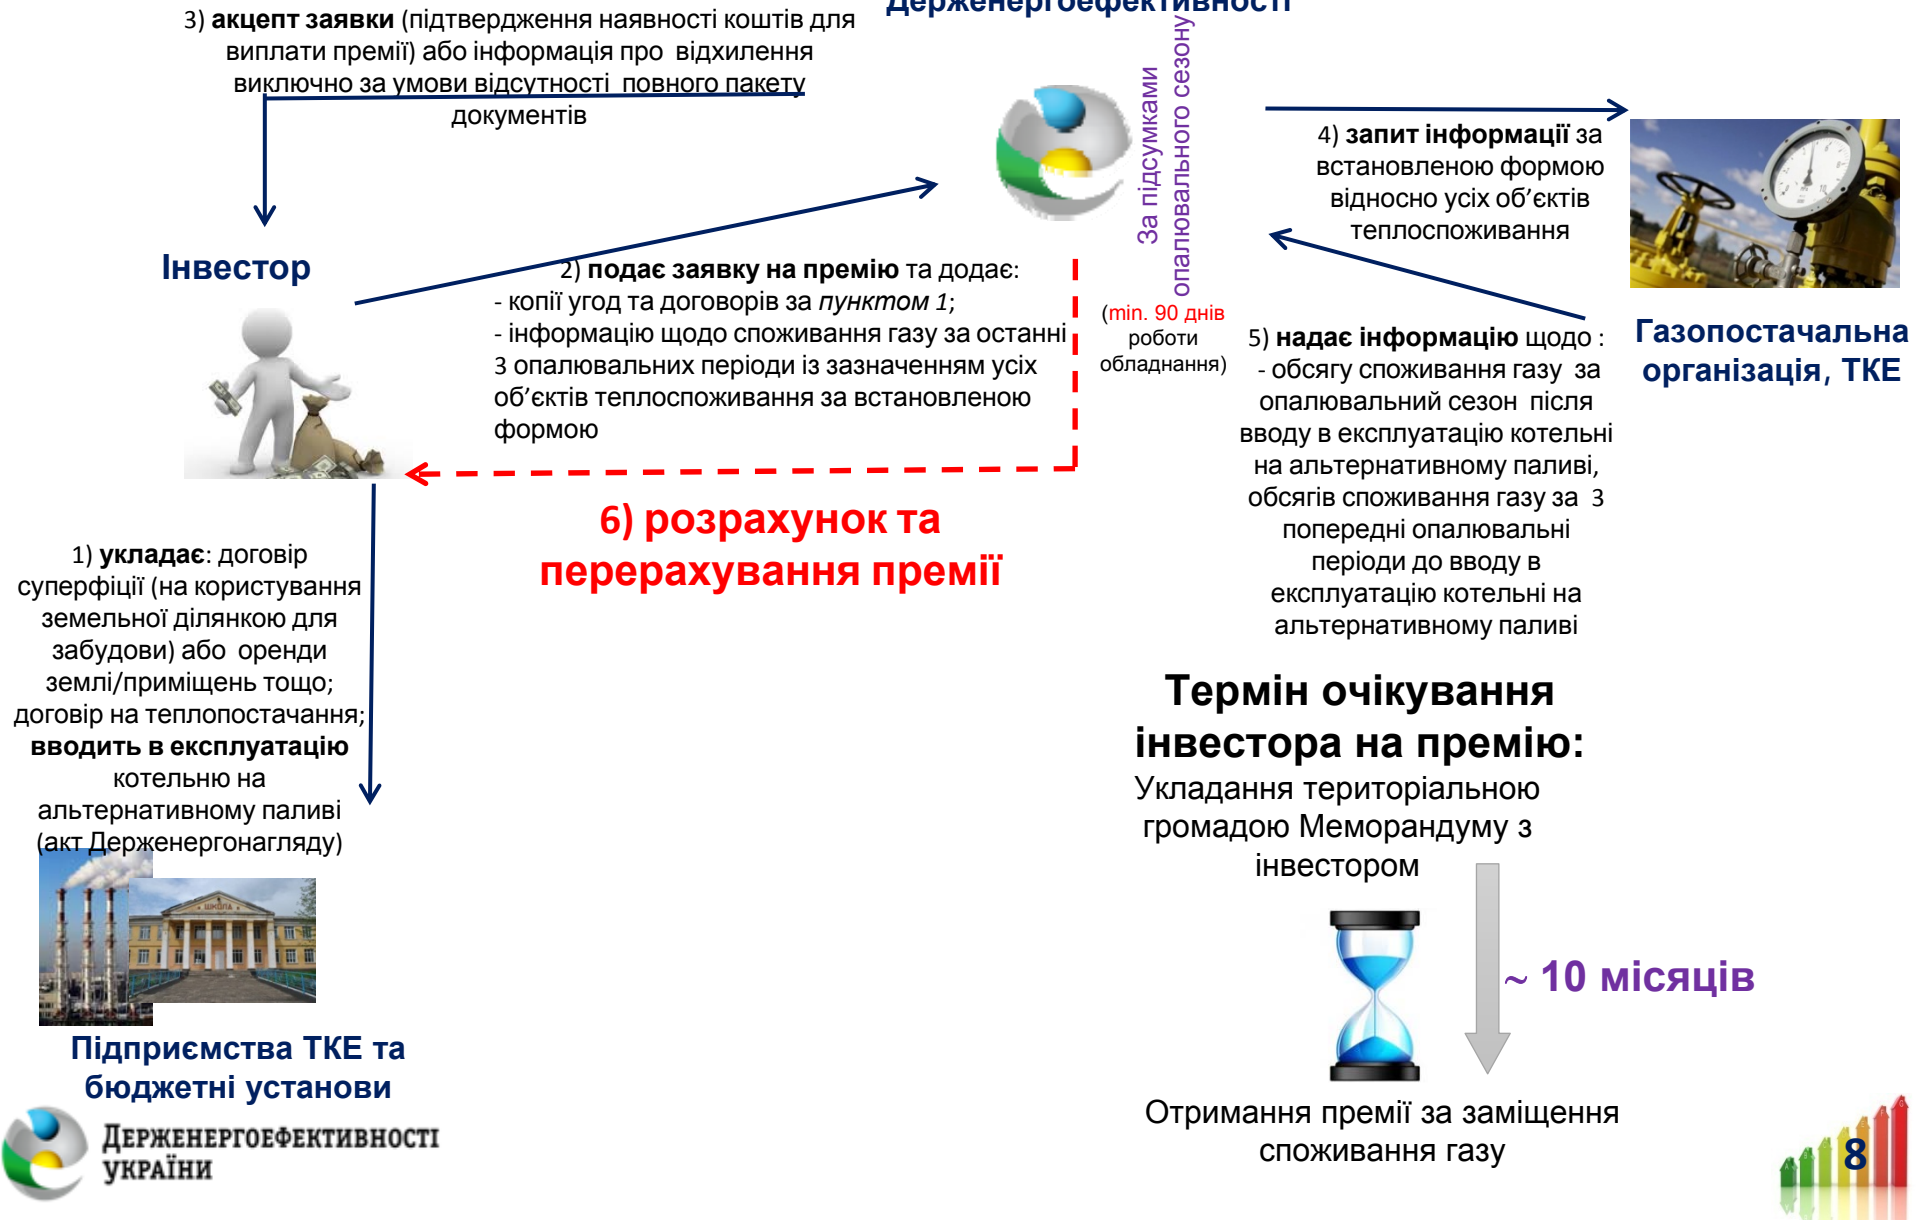 Держенергоефективності
3) акцепт заявки (підтвердження наявності коштів для
виплати премії) або інформація про відхилення
виключно за умови відсутності повного пакету
документів
За підсумками
опалювального сезону
(min. 90 днів
роботи
обладнання)
4) запит інформації за
встановленою формою
відносно усіх об’єктів
теплоспоживання
Інвестор
2) подає заявку на премію та додає:
- копії угод та договорів за пунктом 1;
- інформацію щодо споживання газу за останні
3 опалювальних періоди із зазначенням усіх
об’єктів теплоспоживання за встановленою
формою
Газопостачальна
організація, ТКЕ
5) надає інформацію щодо :
- обсягу споживання газу за
опалювальний сезон після
вводу в експлуатацію котельні
на альтернативному паливі,
обсягів споживання газу за 3
попередні опалювальні
періоди до вводу в
експлуатацію котельні на
альтернативному паливі
6) розрахунок та
перерахування премії
1) укладає: договір
суперфіції (на користування
земельної ділянкою для
забудови) або оренди
землі/приміщень тощо;
договір на теплопостачання;
вводить в експлуатацію
котельню на
альтернативному паливі
(акт Держенергонагляду)
ШКОЛА
Підприємства ТКЕ та
бюджетні установи
Термін очікування
інвестора на премію:
Укладання територіальною
громадою Меморандуму з
інвестором
~ 10 місяців
Отримання премії за заміщення
споживання газу
ДЕРЖЕНЕРГОЕФЕКТИВНОСТІ
УКРАЇНИ
8